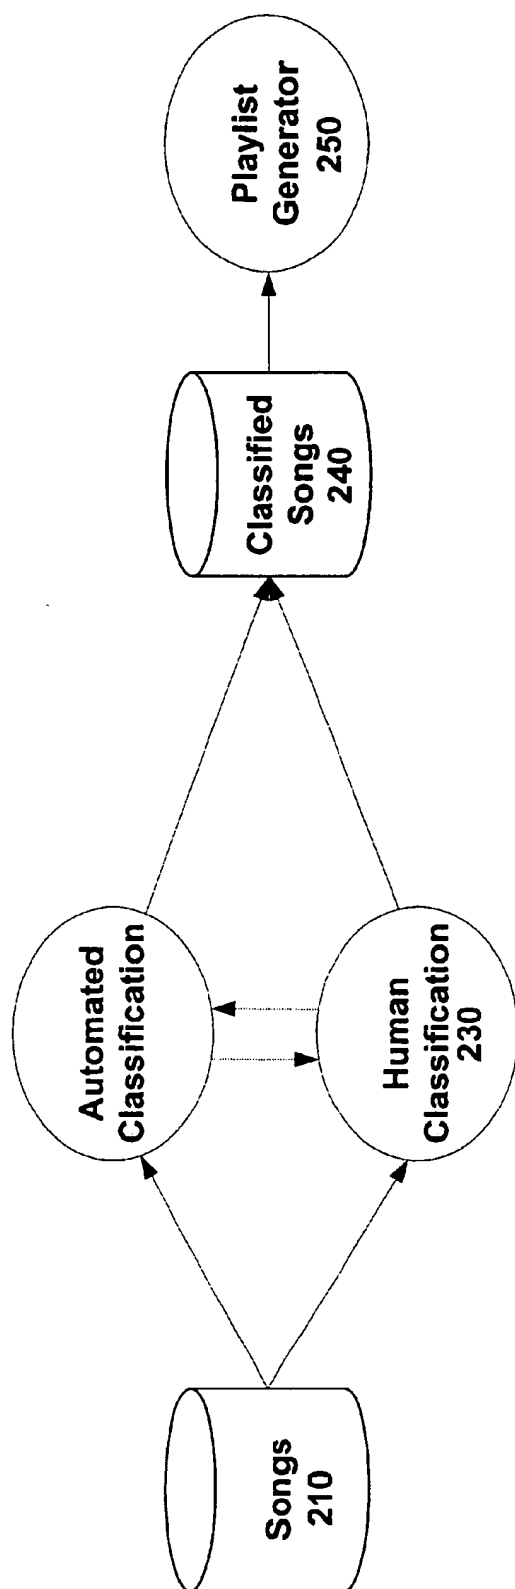 Songs
210
Automated
Classification
Human
Classification
230
Classified
Songs
240
Playlist
Generator
250